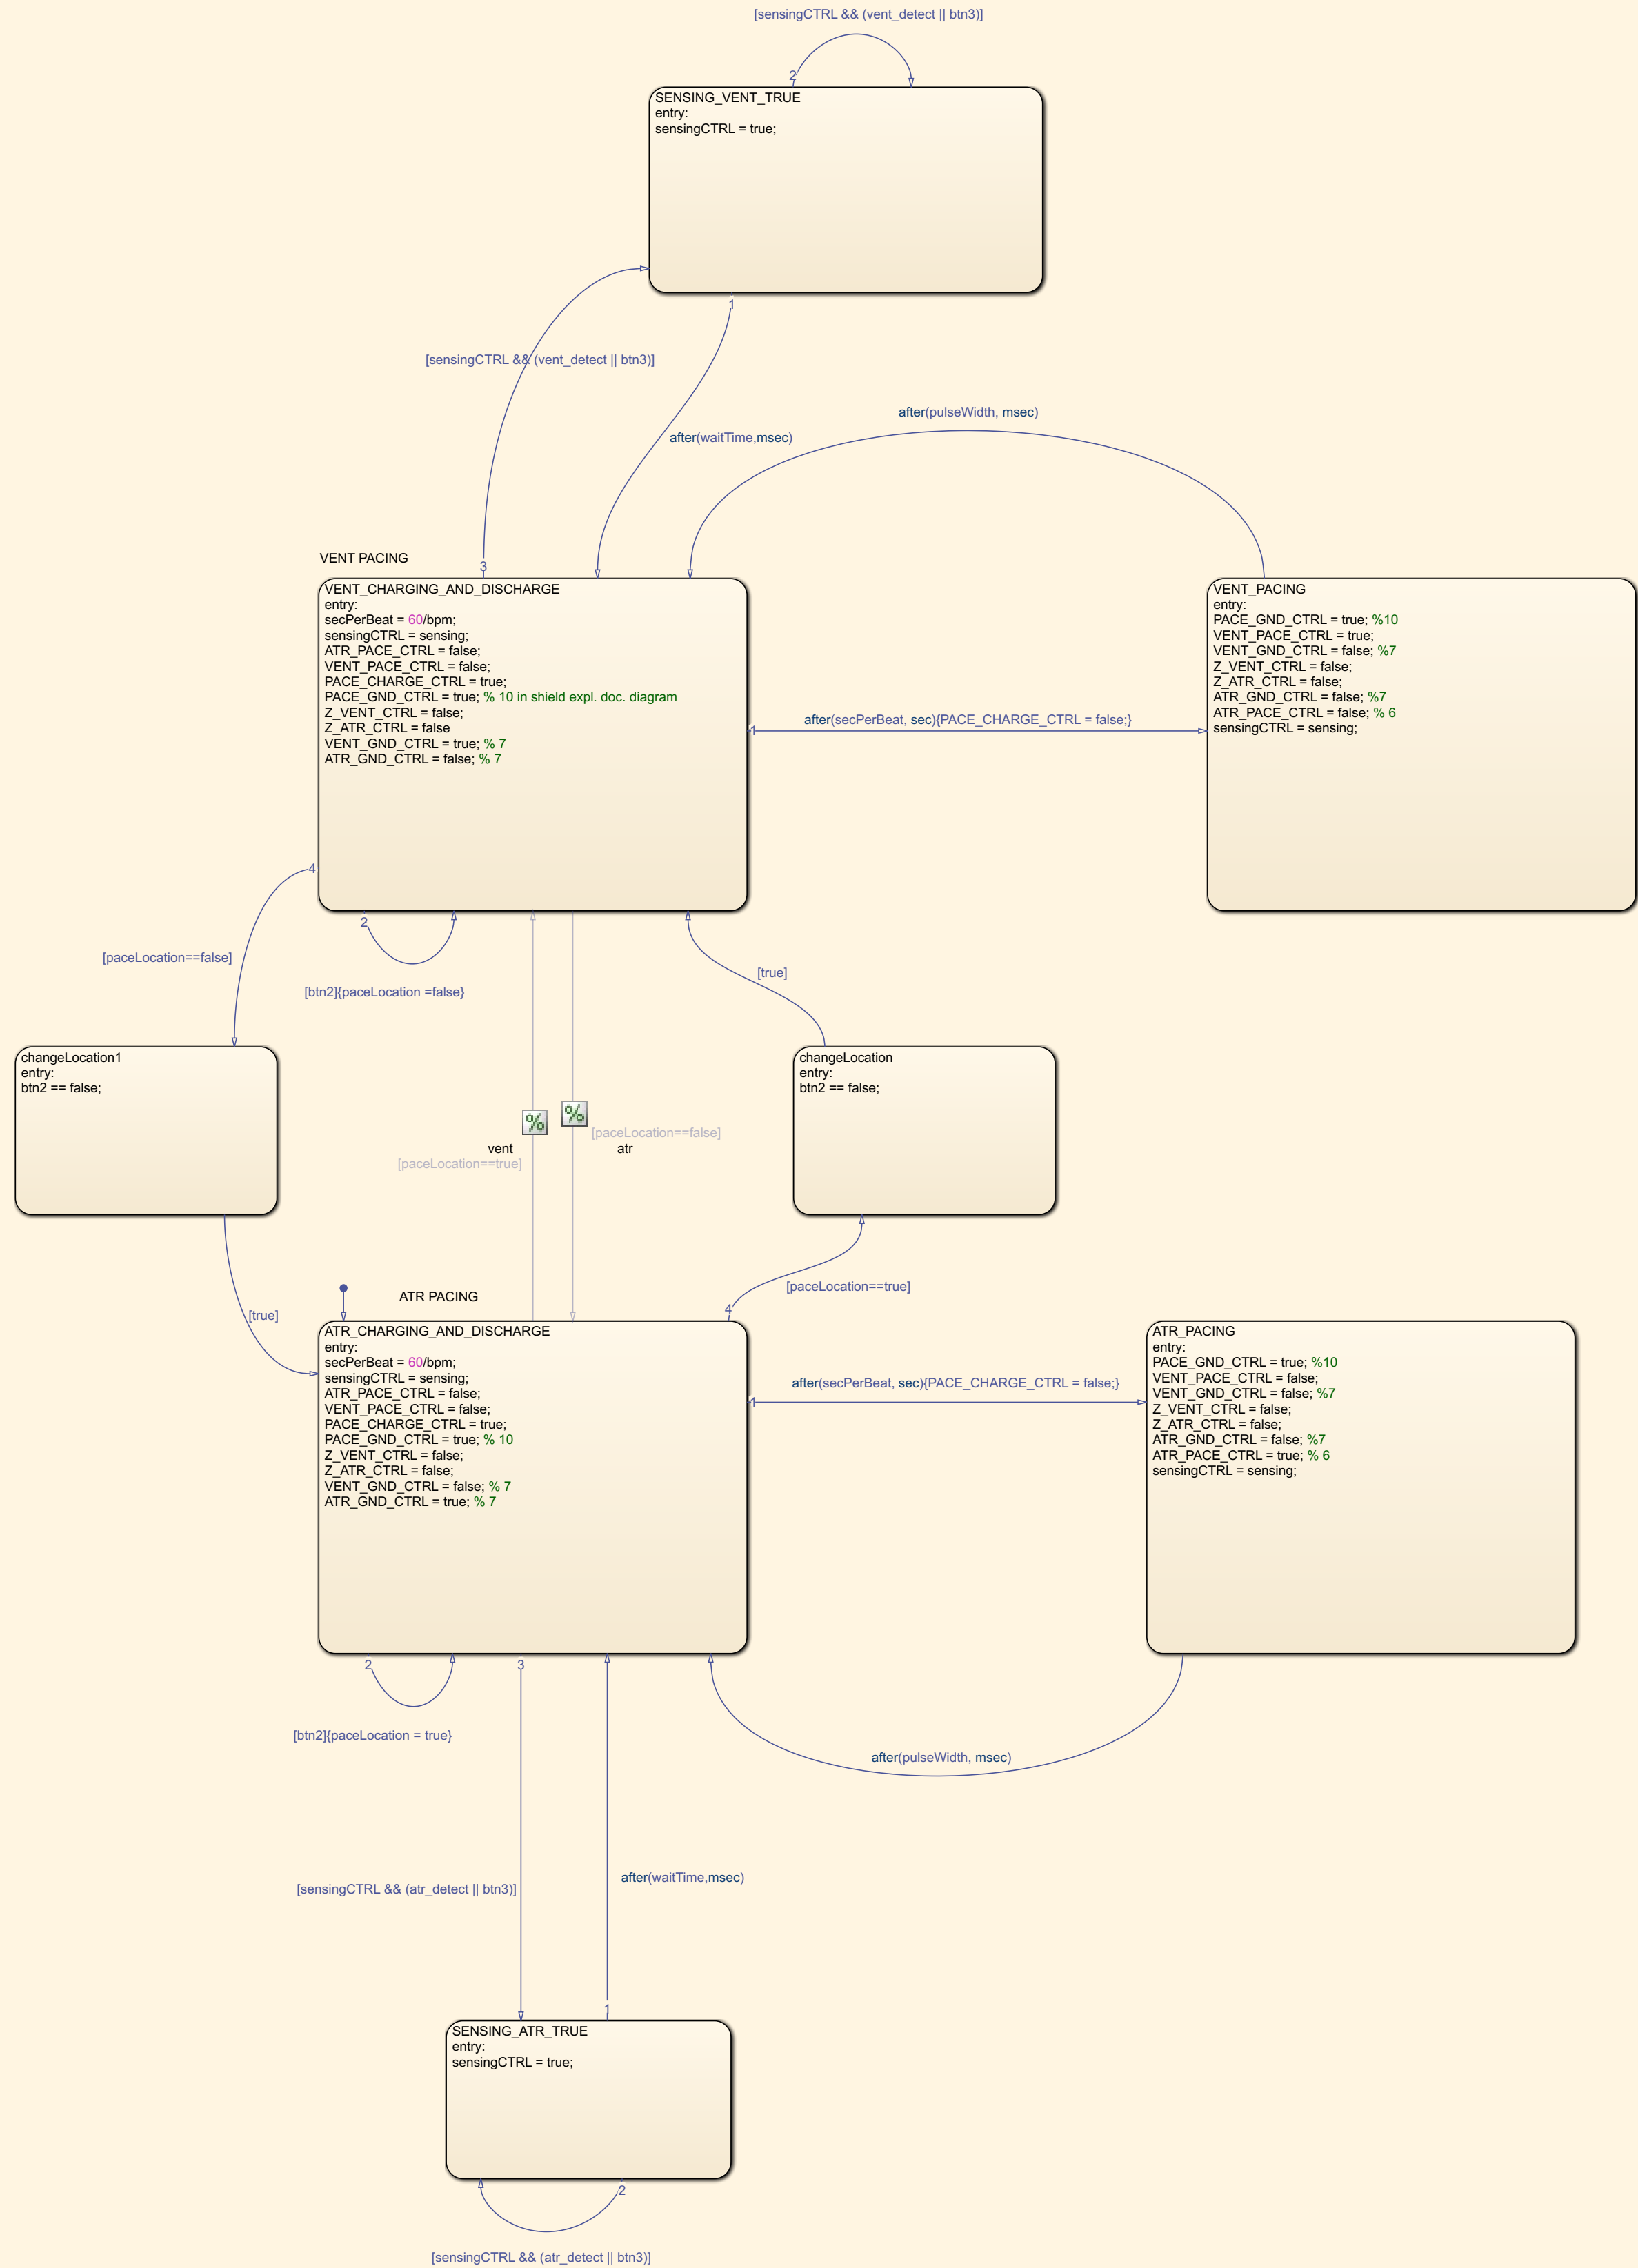 [sensingCTRL && (vent_detect || btn3)]
2
SENSING_VENT_TRUE
entry:
sensingCTRL = true;
1
[sensingCTRL && (vent_detect || btn3)]
after(pulseWidth, msec)
after(waitTime,msec)
VENT PACING
3
VENT_CHARGING_AND_DISCHARGE
entry:
secPerBeat = 60/bpm;
sensingCTRL = sensing;
ATR_PACE_CTRL = false;
VENT_PACE_CTRL = false;
PACE_CHARGE_CTRL = true;
PACE_GND_CTRL = true; % 10 in shield expl. doc. diagram
Z_VENT_CTRL = false;
Z_ATR_CTRL = false
VENT_GND_CTRL = true; % 7
ATR_GND_CTRL = false; % 7
1
after(secPerBeat, sec){PACE_CHARGE_CTRL = false;}
VENT_PACING
entry:
PACE_GND_CTRL = true; %10
VENT_PACE_CTRL = true;
VENT_GND_CTRL = false; %7
Z_VENT_CTRL = false;
Z_ATR_CTRL = false;
ATR_GND_CTRL = false; %7
ATR_PACE_CTRL = false; % 6
sensingCTRL = sensing;
4
2
[paceLocation==false]
[btn2]{paceLocation =false}
[true]
changeLocation1
entry:
btn2 == false;
changeLocation
entry:
btn2 == false;
%
%
[paceLocation==false]
vent
atr
[paceLocation==true]
[paceLocation==true]
ATR PACING
4
[true]
ATR_CHARGING_AND_DISCHARGE
entry:
secPerBeat = 60/bpm;
sensingCTRL = sensing;
ATR_PACE_CTRL = false;
VENT_PACE_CTRL = false;
PACE_CHARGE_CTRL = true;
PACE_GND_CTRL = true; % 10
Z_VENT_CTRL = false;
Z_ATR_CTRL = false;
VENT_GND_CTRL = false; % 7
ATR_GND_CTRL = true; % 7
1
after(secPerBeat, sec){PACE_CHARGE_CTRL = false;}
ATR_PACING
entry:
PACE_GND_CTRL = true; %10
VENT_PACE_CTRL = false;
VENT_GND_CTRL = false; %7
Z_VENT_CTRL = false;
Z_ATR_CTRL = false;
ATR_GND_CTRL = false; %7
ATR_PACE_CTRL = true; % 6
sensingCTRL = sensing;
2
3
[btn2]{paceLocation = true}
after(pulseWidth, msec)
[sensingCTRL && (atr_detect || btn3)]
after(waitTime,msec)
1
SENSING_ATR_TRUE
entry:
sensingCTRL = true;
2
[sensingCTRL && (atr_detect || btn3)]